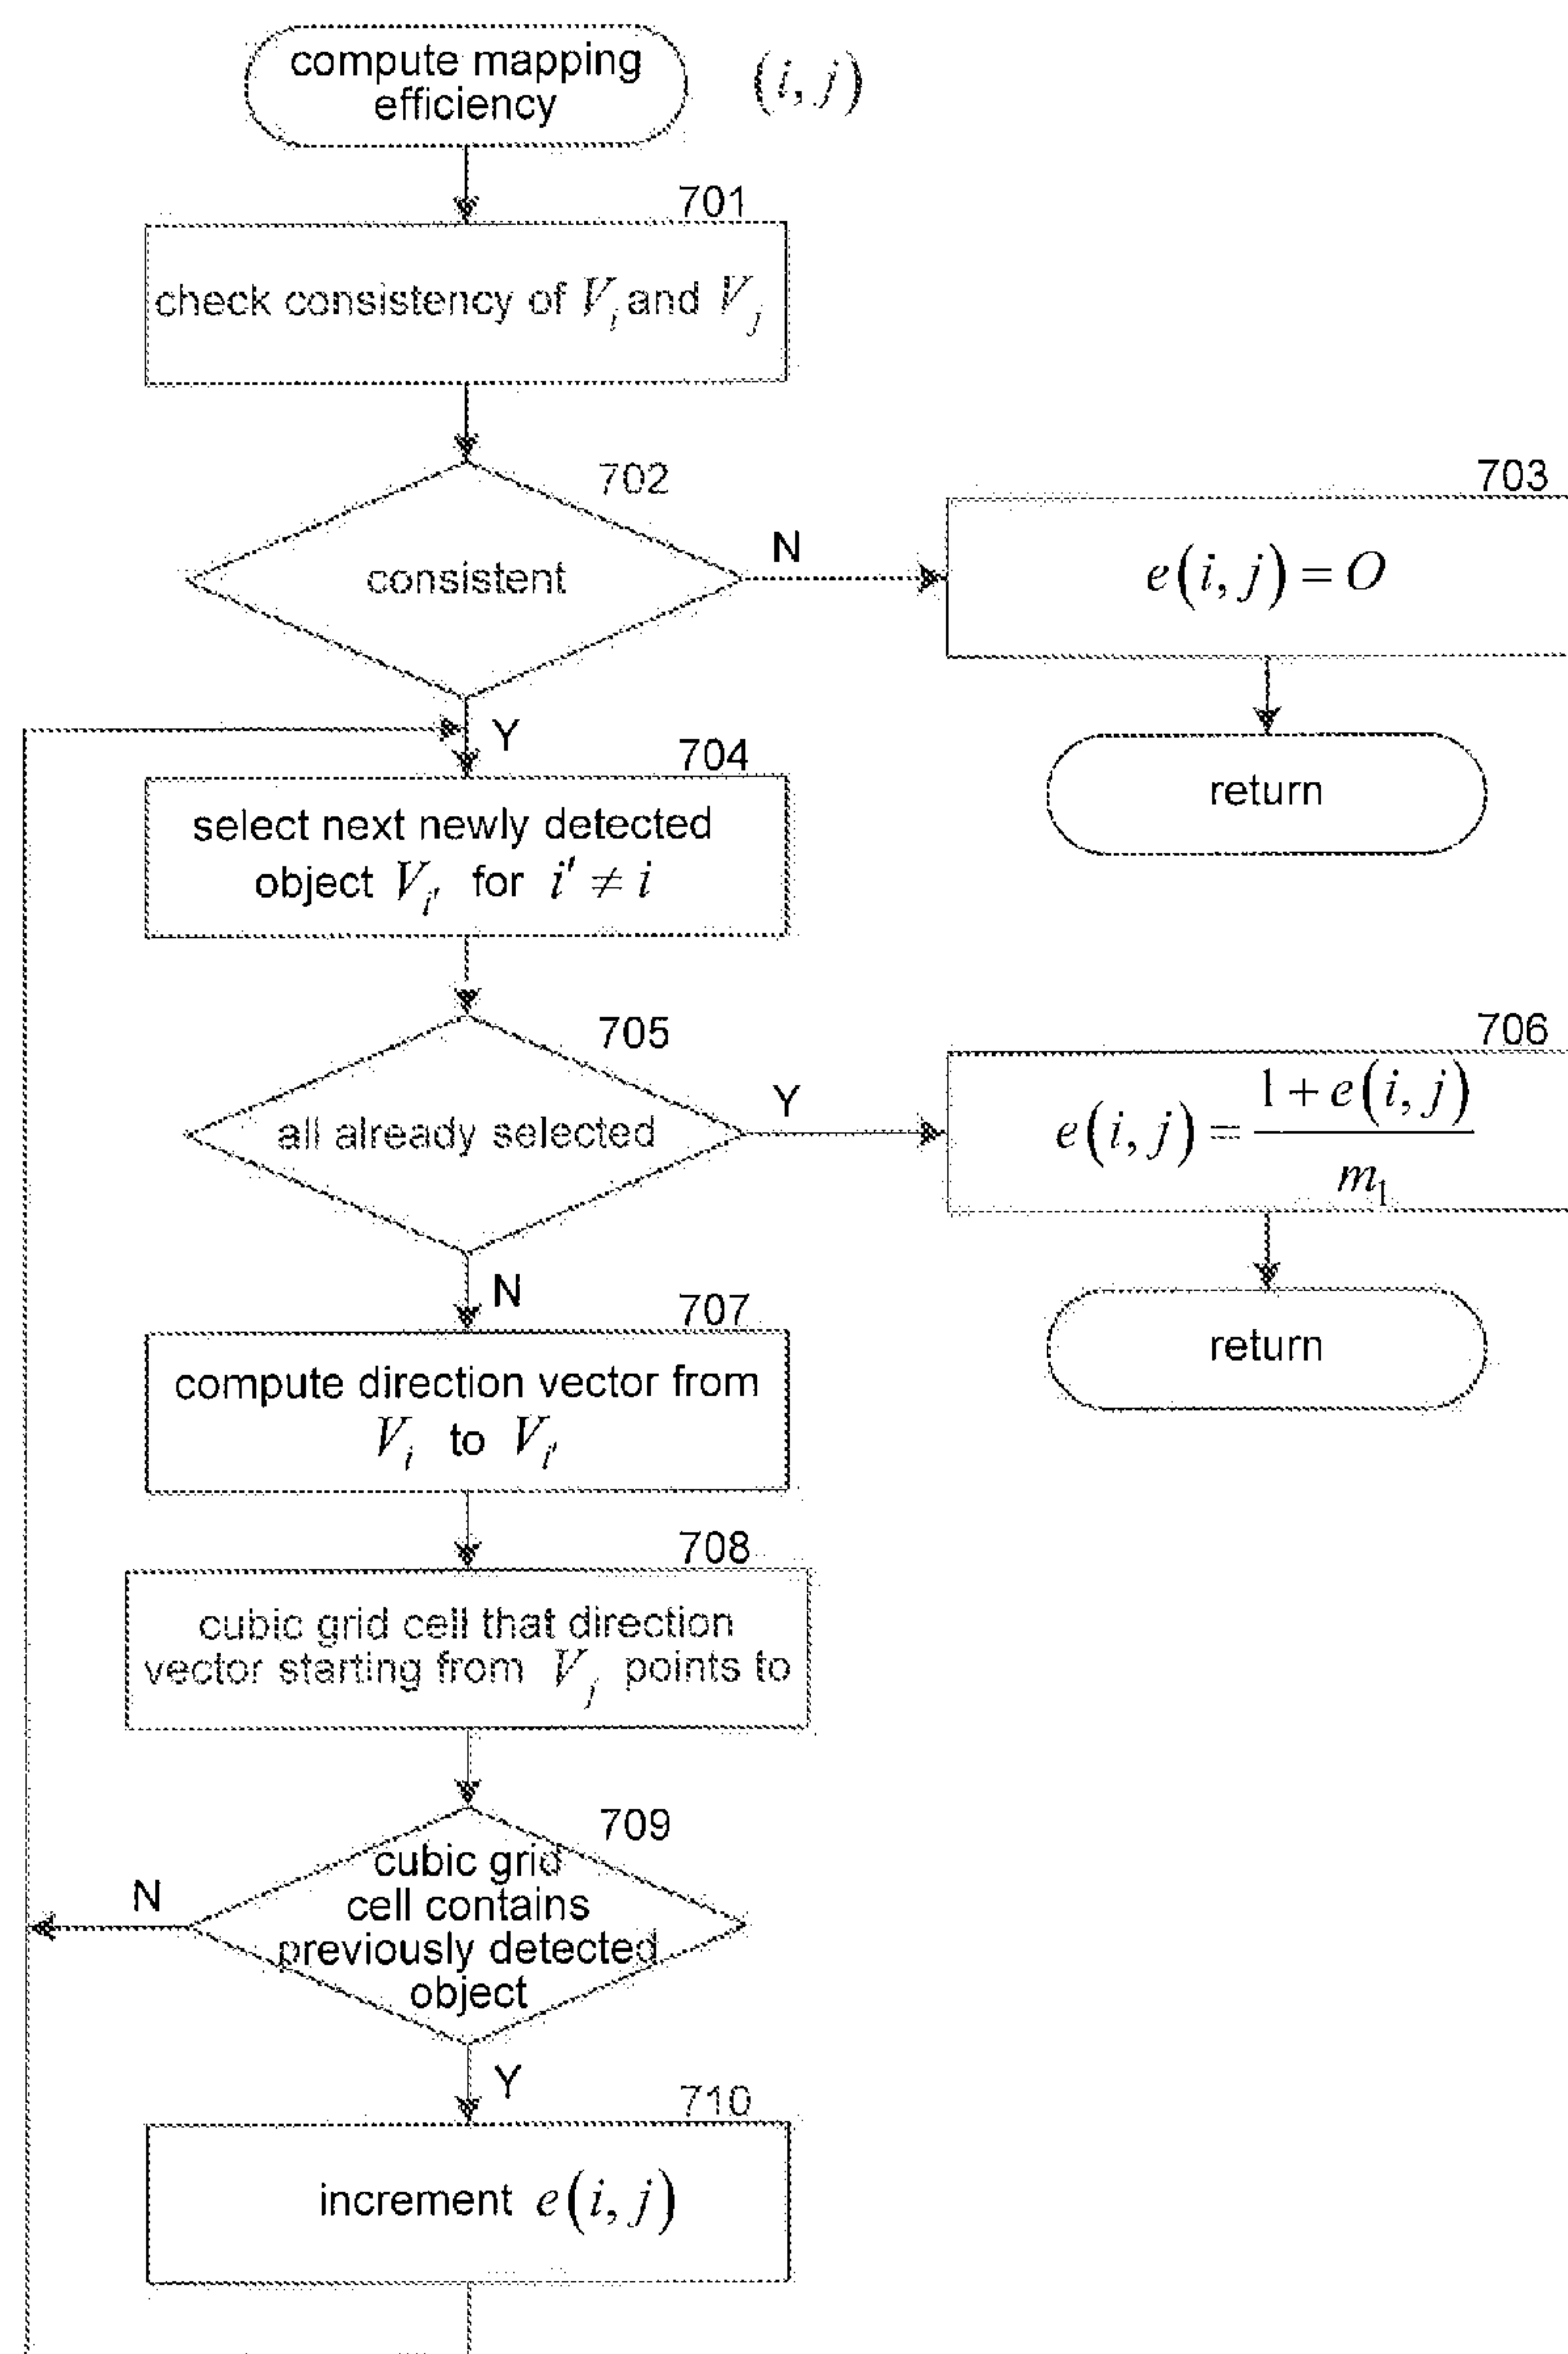 compute mapping
efficiency
(i, j)
701
check consistency of V_i and V_j
702
consistent
N
703
e(i, j) = O
return
Y
704
select next newly detected
object V_i' for i' ≠ i
705
all already selected
Y
706
e(i, j) = (1 + e(i, j)) / m_1
return
N
707
compute direction vector from
V_i to V_i'
708
cubic grid cell that direction
vector starting from V_j points to
709
cubic grid
cell contains
previously detected
object
N
Y
710
increment e(i, j)